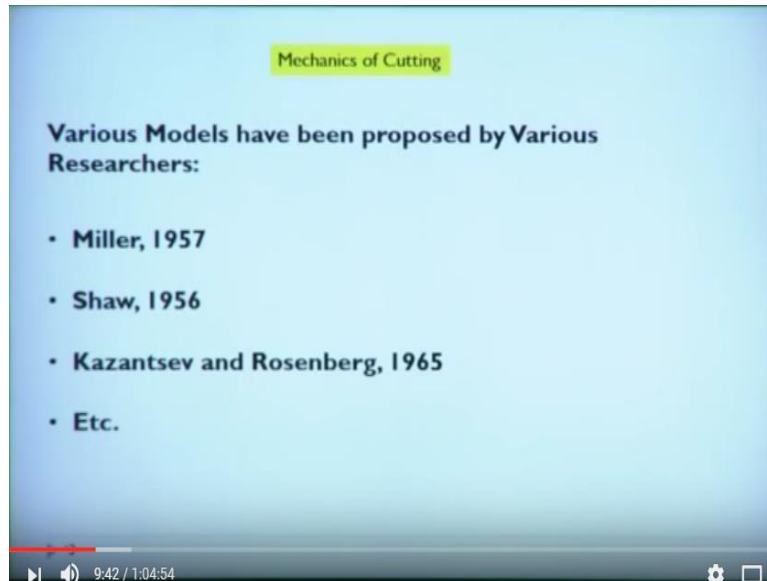 Mechanics of Cutting
Various Models have been proposed by Various
Researchers:
• Miller, 1957
• Shaw, 1956
• Kazantsev and Rosenberg, 1965
• Etc.
9:42 / 1:04:54